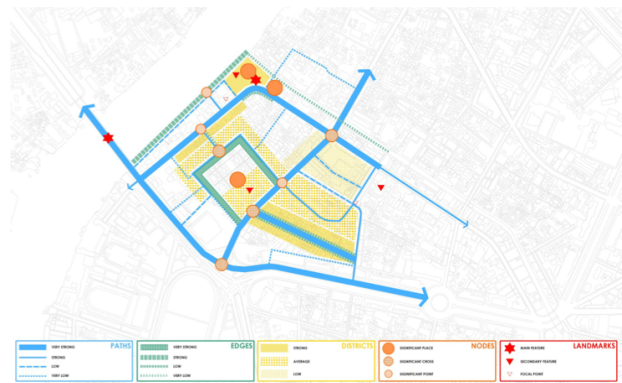 VERY STRONG
PATHS
STRONG
LOW
VERY LOW
VERY STRONG
EDGES
STRONG
LOW
VERY LOW
STRONG
DISTRICTS
AVERAGE
LOW
SIGNIFICANT PLACE
NODES
SIGNIFICANT CROSS
SIGNIFICANT POINT
MAIN FEATURE
LANDMARKS
SECONDARY FEATURE
FOCAL POINT